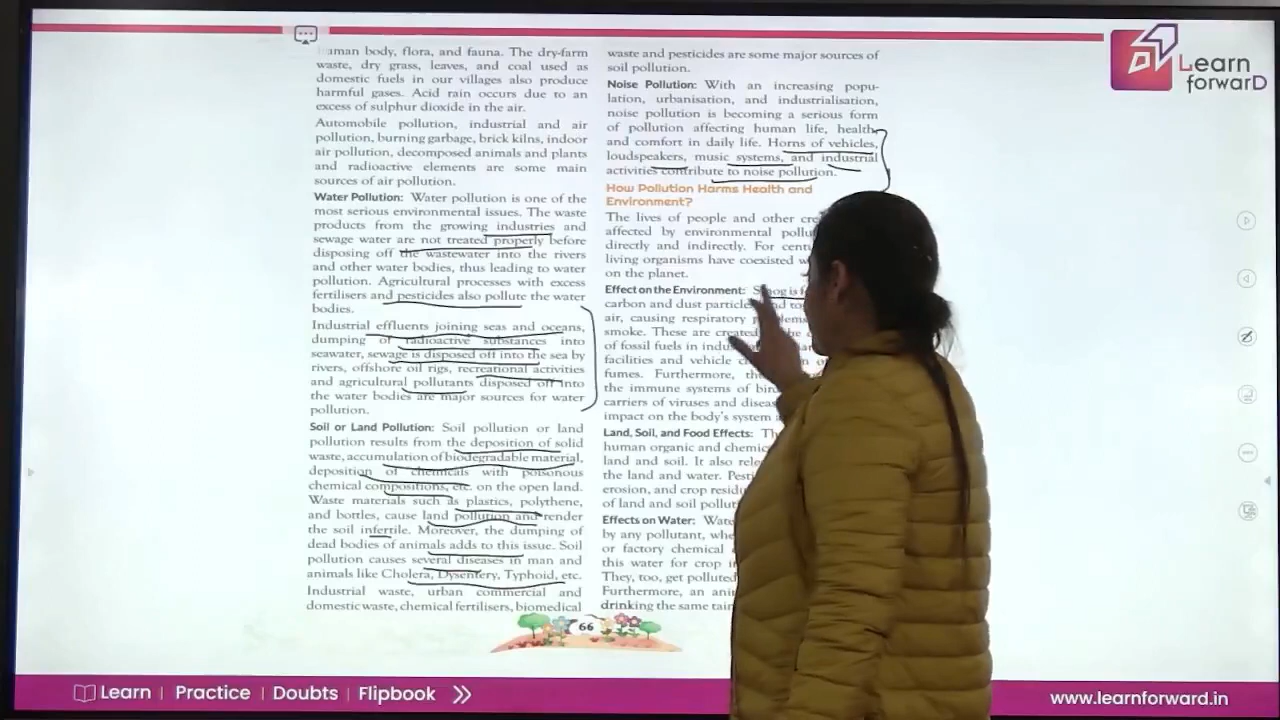 human body, flora, and fauna. The dry-farm
waste, dry grass, leaves, and coal used as
domestic fuels in our villages also produce
harmful gases. Acid rain occurs due to an
excess of sulphur dioxide in the air.
Automobile pollution, industrial and air
pollution, burning garbage, brick kilns, indoor
air pollution, decomposed animals and plants
and radioactive elements are some main
sources of air pollution.
Water Pollution: Water pollution is one of the
most serious environmental issues. The waste
products from the growing industries and
sewage water are not treated properly before
disposing off the wastewater into the rivers
and other water bodies, thus leading to water
pollution. Agricultural processes with excess
fertilisers and pesticides also pollute the water
bodies.
Industrial effluents joining seas and oceans,
dumping of radioactive substances into
seawater, sewage is disposed off into the sea by
rivers, offshore oil rigs, recreational activities
and agricultural pollutants disposed off into
the water bodies are major sources for water
pollution.
Soil or Land Pollution: Soil pollution or land
pollution results from the deposition of solid
waste, accumulation of biodegradable material,
deposition of chemicals with poisonous
chemical compositions, etc. on the open land.
Waste materials such as plastics, polythene,
and bottles, cause land pollution and render
the soil infertile. Moreover, the dumping of
dead bodies of animals adds to this issue. Soil
pollution causes several diseases in man and
animals like Cholera, Dysentery, Typhoid, etc.
Industrial waste, urban commercial and
domestic waste, chemical fertilisers, biomedical
waste and pesticides are some major sources of
soil pollution.
Noise Pollution: With an increasing popu-
lation, urbanisation, and industrialisation,
noise pollution is becoming a serious form
of pollution affecting human life, health,
and comfort in daily life. Horns of vehicles,
loudspeakers, music systems, and industrial
activities contribute to noise pollution.
How Pollution Harms Health and
Environment?
The lives of people and other
affected by environmental
directly and indirectly. For
living organisms have coexisted
on the planet.
Effect on the Environment: Smog is
carbon and dust
air, causing respiratory
smoke. These are created
of fossil fuels in
facilities and vehicle
fumes. Furthermore,
the immune systems of
carriers of viruses and
impact on the body's system
Land, Soil, and Food Effects:
human organic and
land and soil. It also
the land and water.
erosion, and crop
of land and soil
Effects on Water:
by any pollutant,
or factory chemical
this water for crop
They, too, get polluted
Furthermore, an
drinking the same
66
Learn
forwarD
Learn | Practice | Doubts | Flipbook
www.learnforward.in